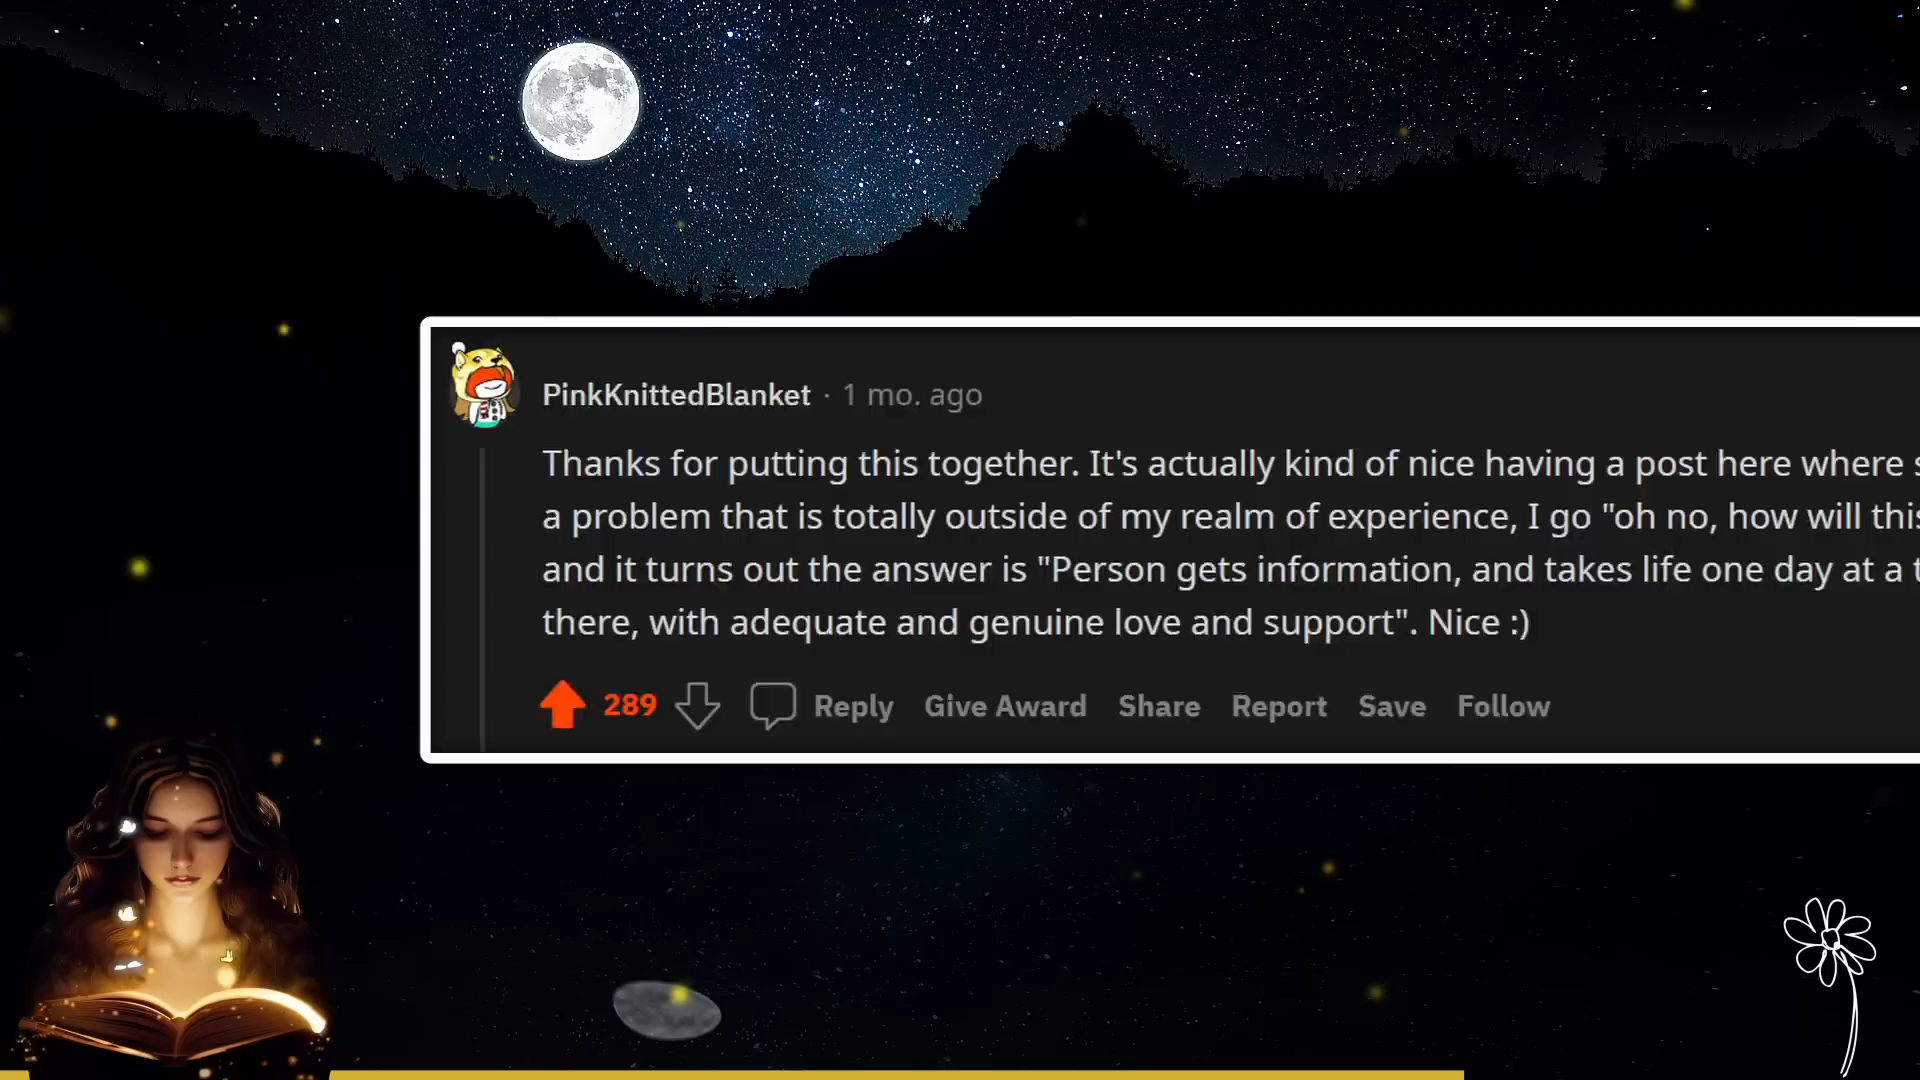 PinkKnittedBlanket · 1 mo. ago
Thanks for putting this together. It's actually kind of nice having a post here where
a problem that is totally outside of my realm of experience, I go "oh no, how will this
and it turns out the answer is "Person gets information, and takes life one day at a
there, with adequate and genuine love and support". Nice :)
289 Reply Give Award Share Report Save Follow